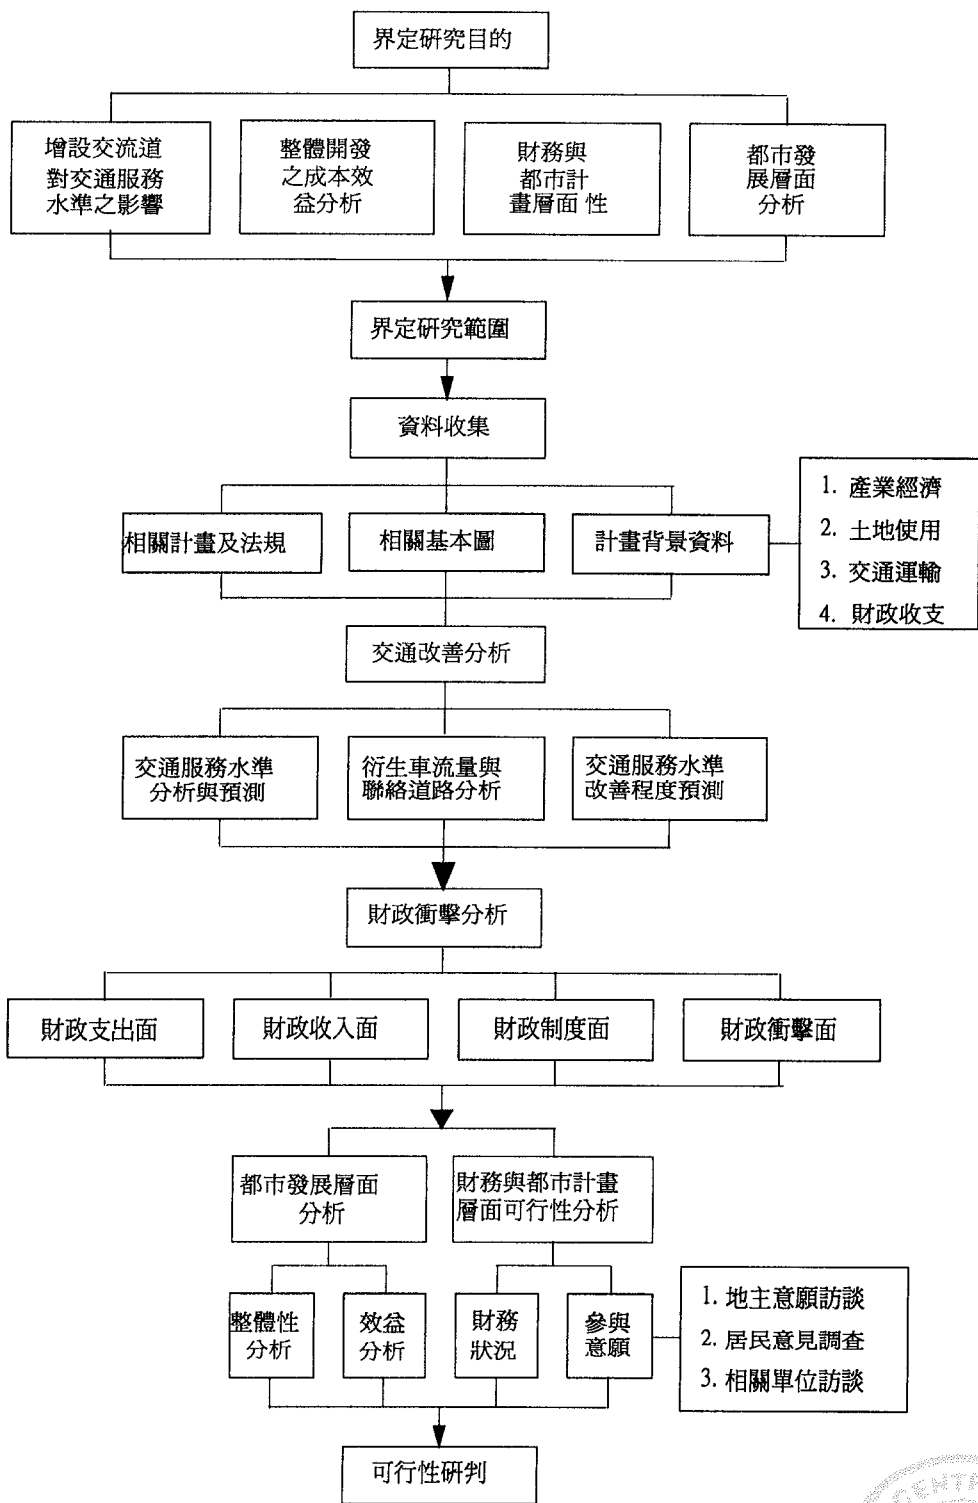 界定研究目的
增設交流道
對交通服務
水準之影響
整體開發
之成本效
益分析
財務與
都市計
畫層面 性
都市發
展層面
分析
界定研究範圍
資料收集
相關計畫及法規
相關基本圖
計畫背景資料
1. 產業經濟
2. 土地使用
3. 交通運輸
4. 財政收支
交通改善分析
交通服務水準
分析與預測
衍生車流量與
聯絡道路分析
交通服務水準
改善程度預測
財政衝擊分析
財政支出面
財政收入面
財政制度面
財政衝擊面
都市發展層面
分析
財務與都市計畫
層面可行性分析
整體性
分析
效益
分析
財務
狀況
參與
意願
1. 地主意願訪談
2. 居民意見調查
3. 相關單位訪談
可行性研判